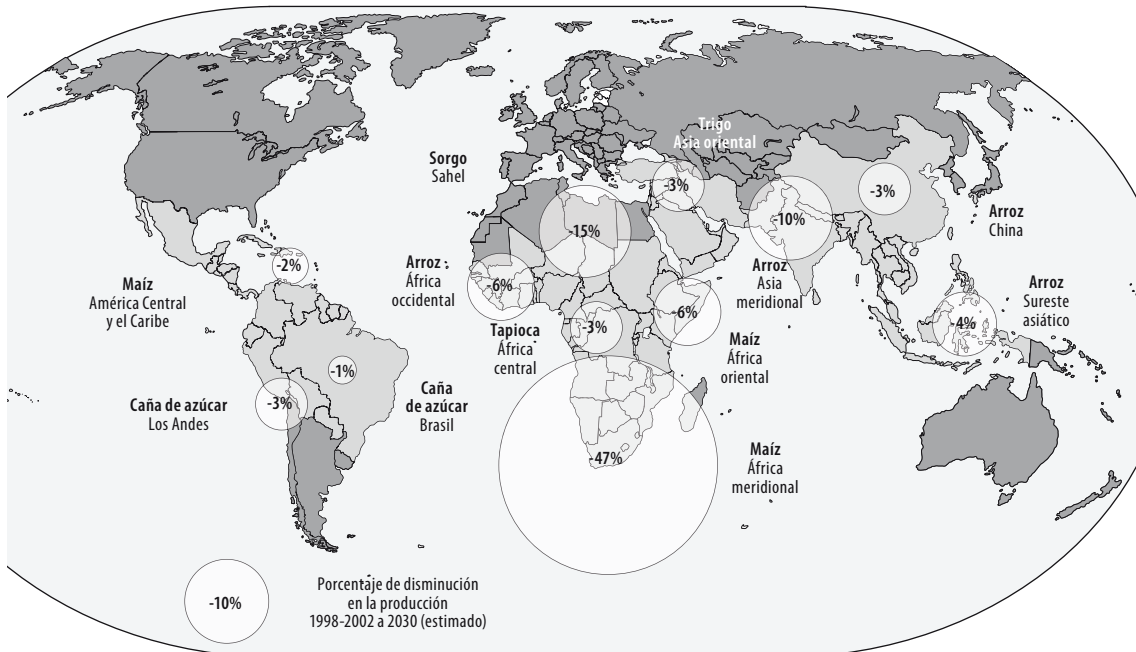 Trigo
Asia oriental
Sorgo
Sahel
-3%
-3%
-10%
-15%
Arroz
China
-2%
Maíz
América Central
y el Caribe
Arroz
África
occidental
-6%
Arroz
Asia
meridional
-6%
Arroz
Sureste
asiático
-4%
Tapioca
África
central
-3%
Maíz
África
oriental
-1%
Caña de azúcar
Los Andes
-3%
Caña
de azúcar
Brasil
-47%
Maíz
África
meridional
-10%
Porcentaje de disminución
en la producción
1998-2002 a 2030 (estimado)